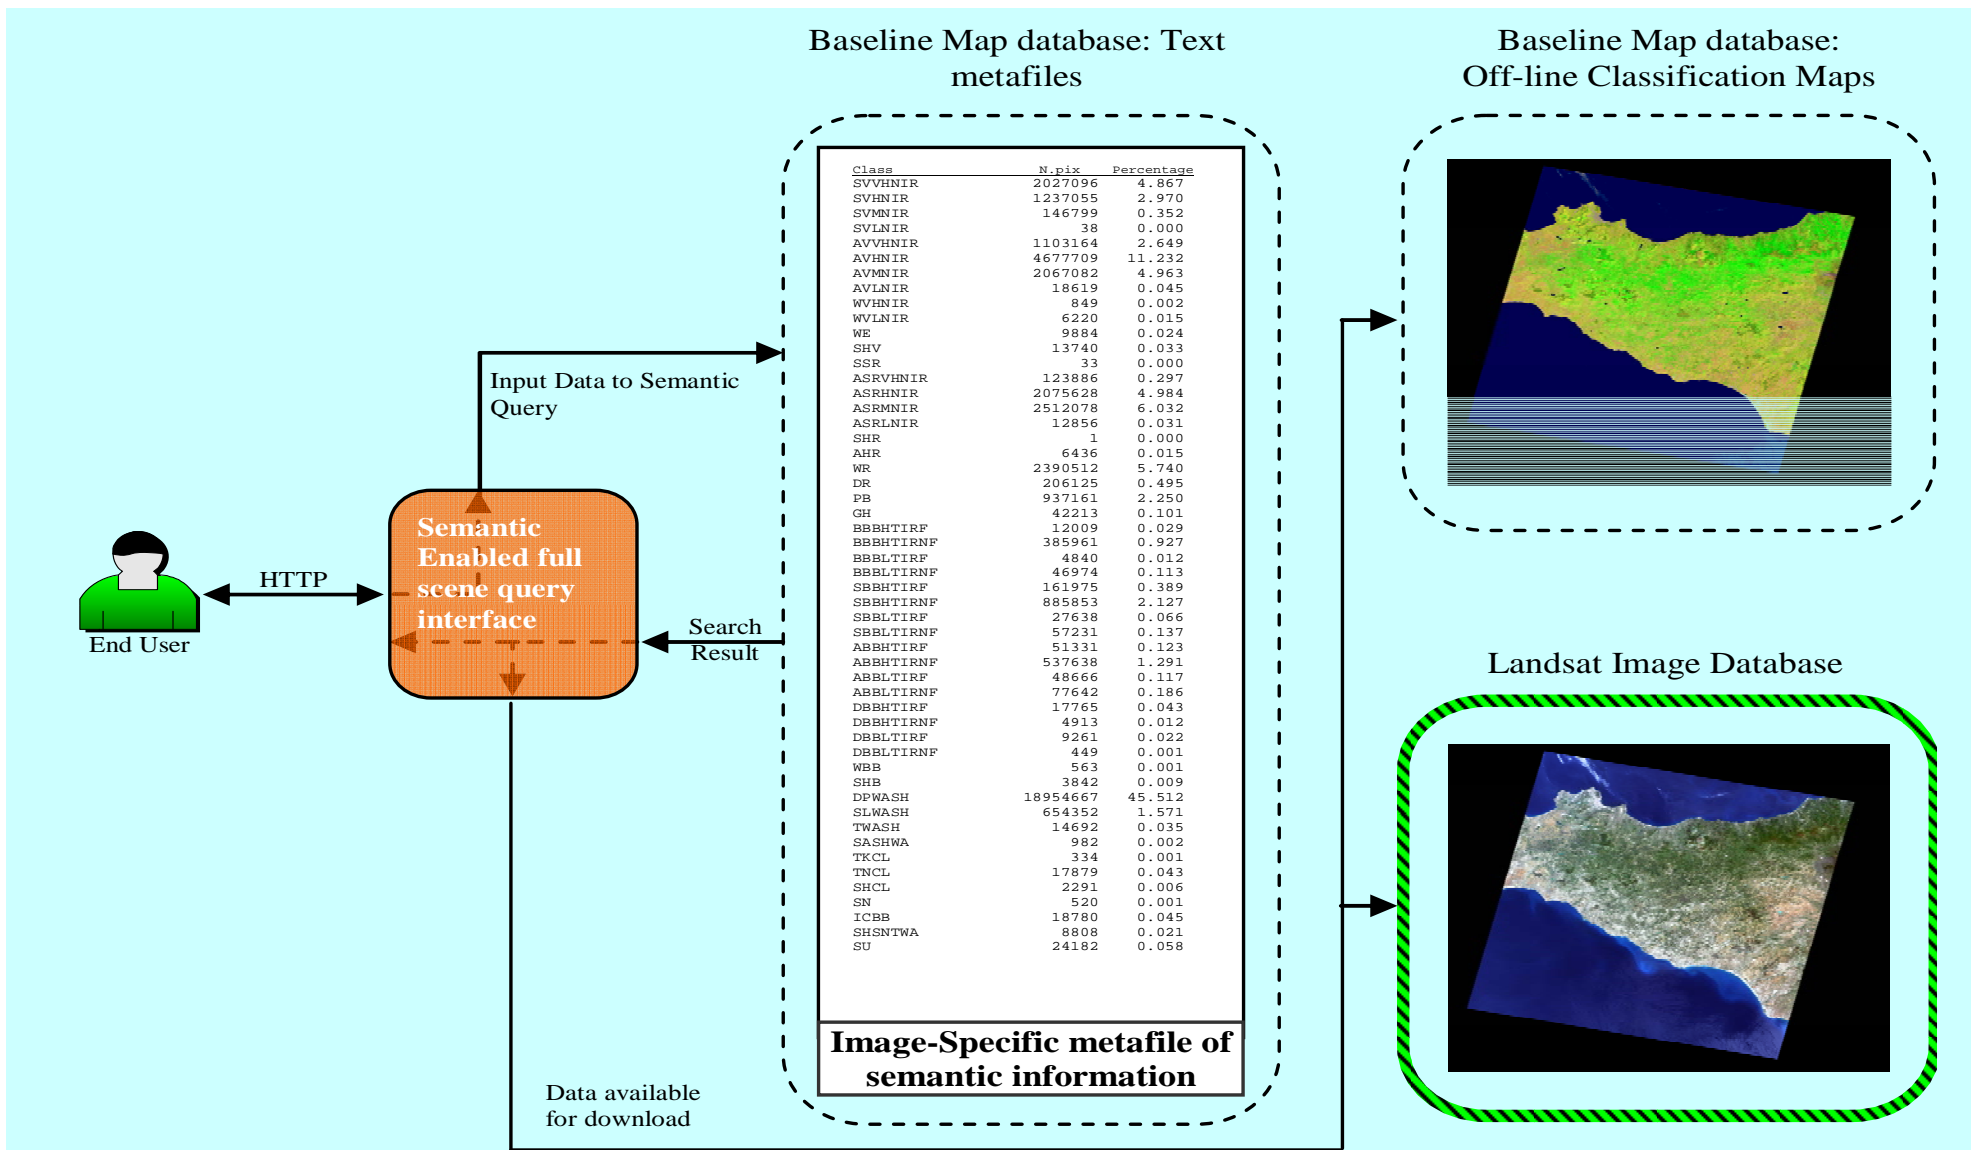 Baseline Map database: Text
metafiles
Baseline Map database:
Off-line Classification Maps
Class N.pix Percentage
SVVHNIR 2027096 4.867
SVHNIR 1237055 2.970
SVMNIR 146799 0.352
SVLNIR 38 0.000
AVVHNIR 1103164 2.649
AVHNIR 4677709 11.232
AVMNIR 2067082 4.963
AVLNIR 18619 0.045
WVHNIR 849 0.002
WVLNIR 6220 0.015
WE 9884 0.024
SHV 13740 0.033
SSR 33 0.000
ASRVHNIR 123886 0.297
ASRHNIR 2075628 4.984
ASRMNIR 2512078 6.032
ASRLNIR 12856 0.031
SHR 1 0.000
AHR 6436 0.015
WR 2390512 5.740
DR 206125 0.495
PB 937161 2.250
GH 42213 0.101
BBBHTIRF 12009 0.029
BBBHTIRNF 385961 0.927
BBBLTIRF 4840 0.012
BBBLTIRNF 46974 0.113
SBBHTIRF 161975 0.389
SBBHTIRNF 885853 2.127
SBBLTIRF 27638 0.066
SBBLTIRNF 57231 0.137
ABBHTIRF 51331 0.123
ABBHTIRNF 537638 1.291
ABBLTIRF 48666 0.117
ABBLTIRNF 77642 0.186
DBBHTIRF 17765 0.043
DBBHTIRNF 4913 0.012
DBBLTIRF 9261 0.022
DBBLTIRNF 449 0.001
WBB 563 0.001
SHB 3842 0.009
DPWASH 18954667 45.512
SLWASH 654352 1.571
TWASH 14692 0.035
SASHWA 982 0.002
TKCL 334 0.001
TNCL 17879 0.043
SHCL 2291 0.006
SN 520 0.001
ICBB 18780 0.045
SHSNTWA 8808 0.021
SU 24182 0.058
Image-Specific metafile of
semantic information
Input Data to Semantic
Query
Semantic
Enabled full
scene query
interface
HTTP
End User
Search
Result
Landsat Image Database
Data available
for download